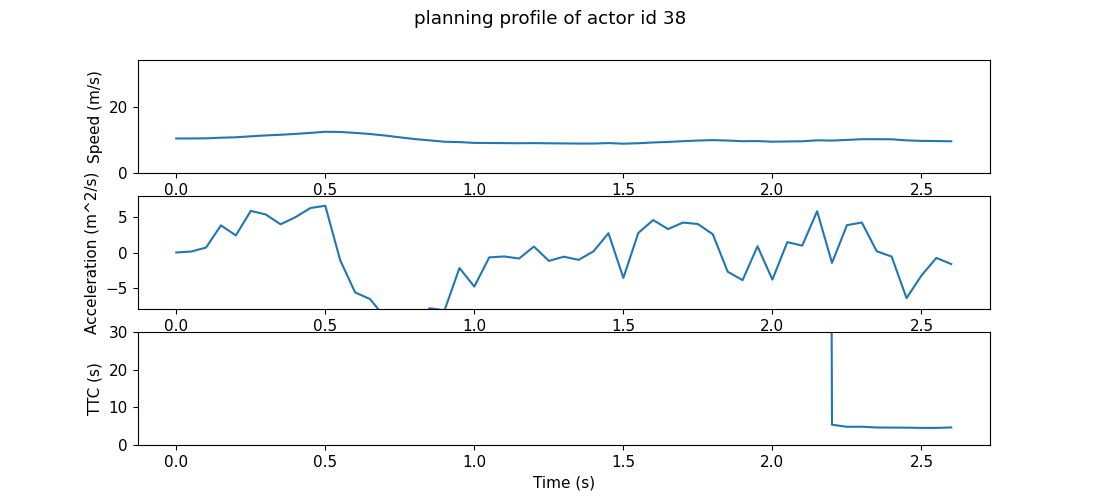 planning profile of actor id 38
Speed (m/s)
20
0
0.0 0.5 1.0 1.5 2.0 2.5
Acceleration (m^2/s)
5
0
−5
0.0 0.5 1.0 1.5 2.0 2.5
TTC (s)
30
20
10
0
0.0 0.5 1.0 1.5 2.0 2.5
Time (s)